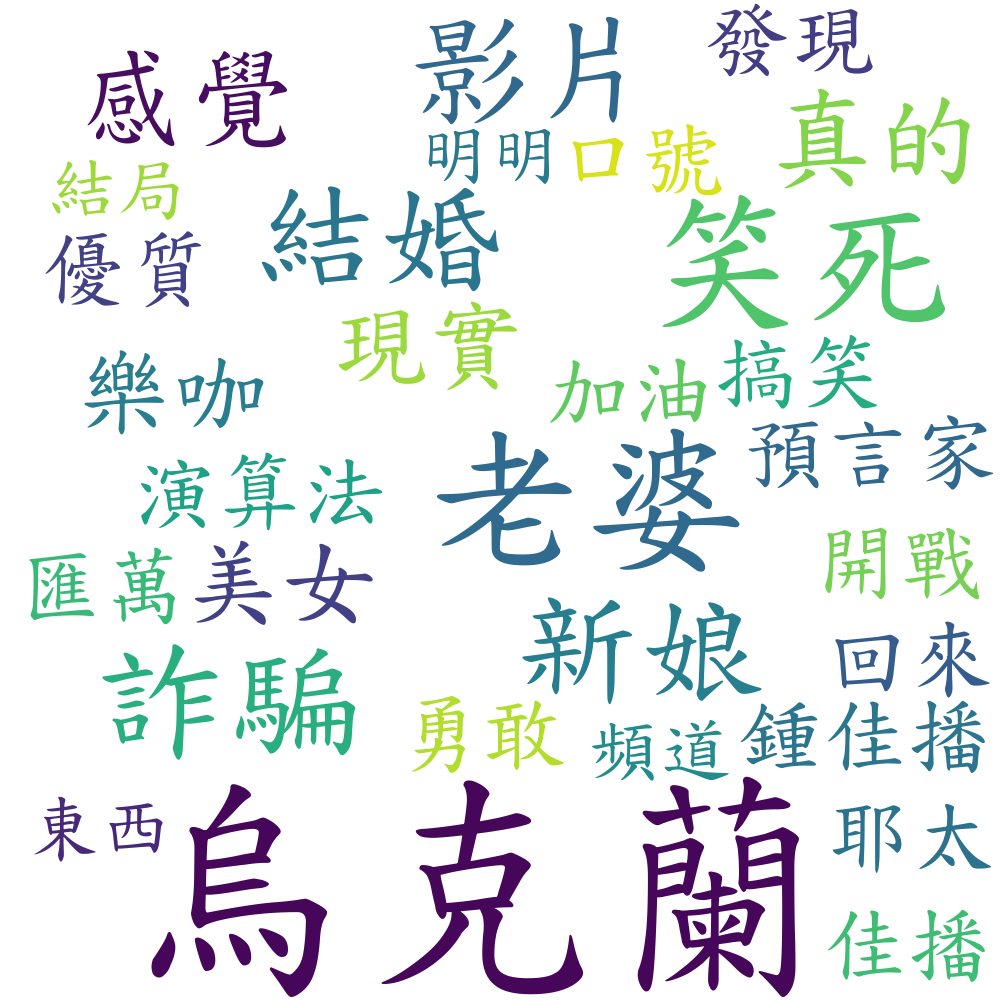 發現
影片
感覺
真的
明明
口號
結局
結婚
笑死
優質
現實
搞笑
樂咖
加油
預言家
老婆
演算法
開戰
匯萬
美女
新娘
回來
詐騙
勇敢
頻道
鍾佳播
東西
烏克蘭
耶太
佳播